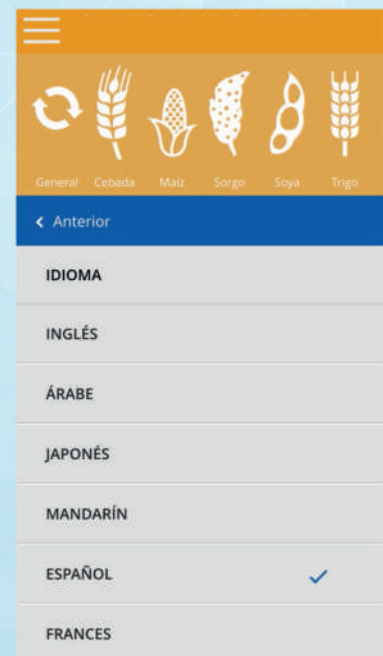 General Cebada Maíz Sorgo Soya Trigo
Anterior
IDIOMA
INGLÉS
ÁRABE
JAPONÉS
MANDARÍN
ESPAÑOL
FRANCES